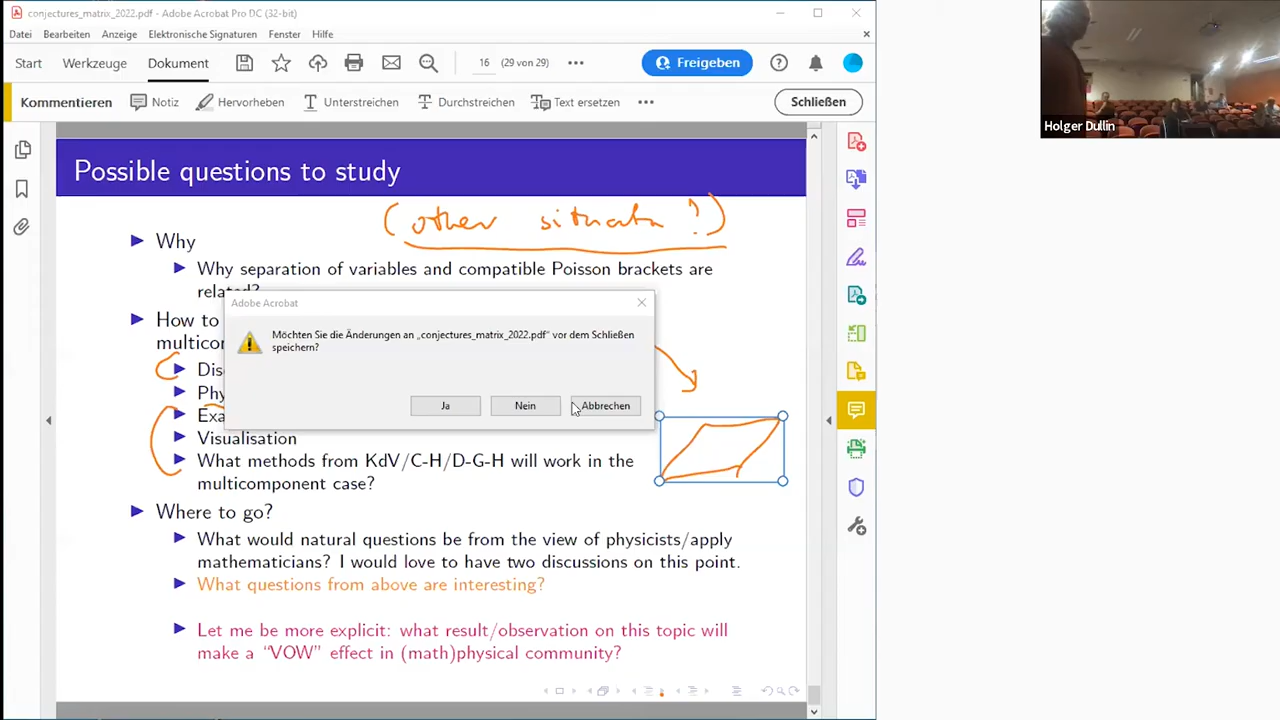 conjectures_matrix_2022.pdf - Adobe Acrobat Pro DC (32-bit)
Datei Bearbeiten Anzeige Elektronische Signaturen Fenster Hilfe
Start Werkzeuge Dokument 16 (29 von 29) Freigeben
Kommentieren Notiz Hervorheben Unterstreichen Durchstreichen Text ersetzen Schließen
Holger Dullin
Possible questions to study
(other situatn ?)
Why
Why separation of variables and compatible Poisson brackets are
related?
Adobe Acrobat
How to
Möchten Sie die Änderungen an „conjectures_matrix_2022.pdf" vor dem Schließen
speichern?
multicor
Dis
Phy
Ja Nein Abbrechen
Exa
Visualisation
What methods from KdV/C-H/D-G-H will work in the
multicomponent case?
Where to go?
What would natural questions be from the view of physicists/apply
mathematicians? I would love to have two discussions on this point.
What questions from above are interesting?
Let me be more explicit: what result/observation on this topic will
make a “VOW” effect in (math)physical community?